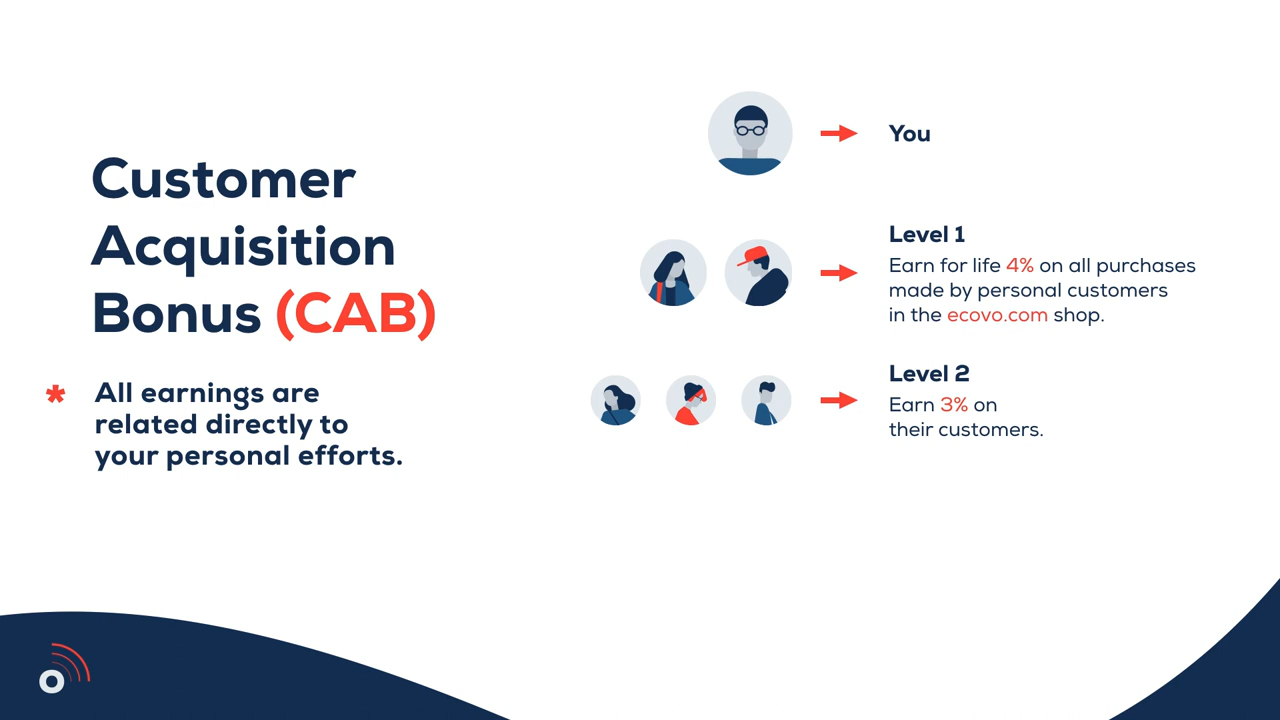 Customer
Acquisition
Bonus (CAB)
* All earnings are
related directly to
your personal efforts.
You
Level 1
Earn for life 4% on all purchases
made by personal customers
in the ecovo.com shop.
Level 2
Earn 3% on
their customers.